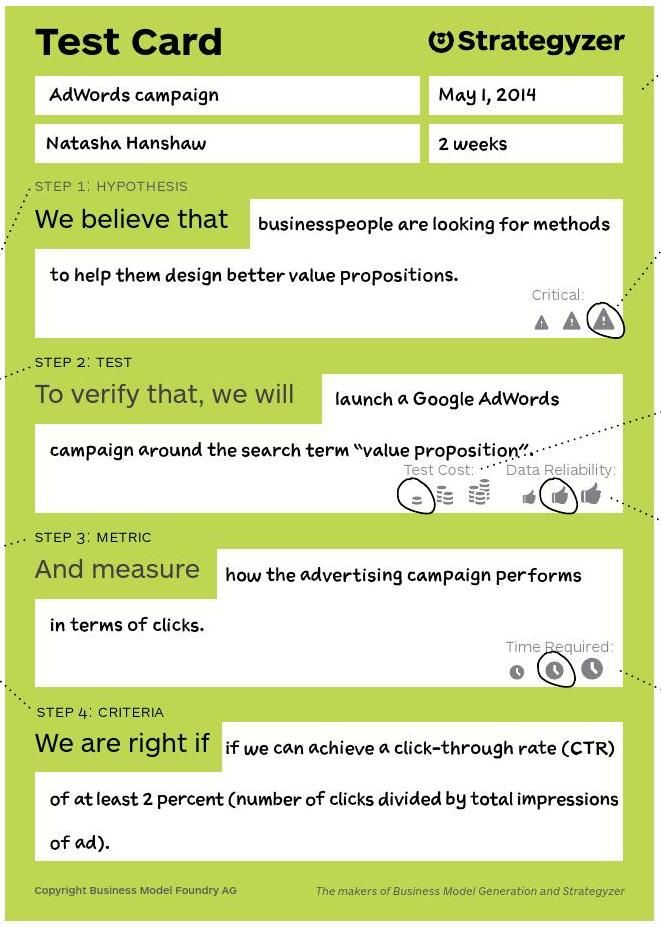 Test Card
Strategyzer
AdWords campaign
May 1, 2014
Natasha Hanshaw
2 weeks
STEP 1: HYPOTHESIS
We believe that
businesspeople are looking for methods
to help them design better value propositions.
Critical:
STEP 2: TEST
To verify that, we will
launch a Google AdWords
campaign around the search term “value proposition”.
Test Cost:
Data Reliability:
STEP 3: METRIC
And measure
how the advertising campaign performs
in terms of clicks.
Time Required:
STEP 4: CRITERIA
We are right if
if we can achieve a click-through rate (CTR)
of at least 2 percent (number of clicks divided by total impressions
of ad).
Copyright Business Model Foundry AG
The makers of Business Model Generation and Strategyzer